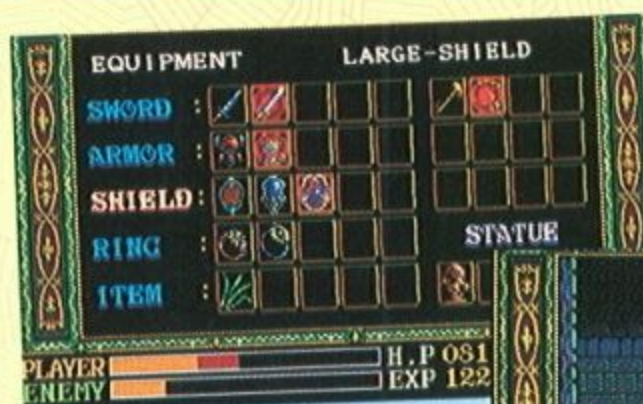 EQUIPMENT LARGE-SHIELD
SWORD :
ARMOR :
SHIELD :
RING :
STATUE
ITEM :
PLAYER H.P 081
ENEMY EXP 122